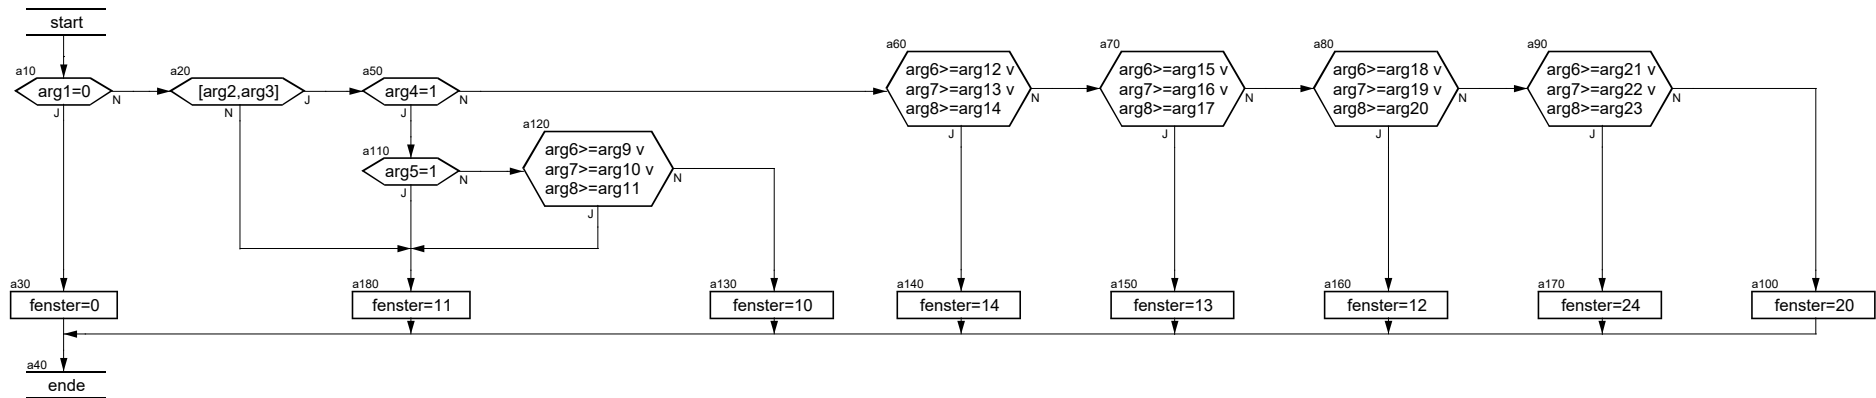 start
a10
arg1=0
N
J
a20
[arg2,arg3]
J
N
a50
arg4=1
N
J
a60
arg6>=arg12 v
arg7>=arg13 v
arg8>=arg14
N
J
a70
arg6>=arg15 v
arg7>=arg16 v
arg8>=arg17
N
J
a80
arg6>=arg18 v
arg7>=arg19 v
arg8>=arg20
N
J
a90
arg6>=arg21 v
arg7>=arg22 v
arg8>=arg23
N
J
a110
arg5=1
N
J
a120
arg6>=arg9 v
arg7>=arg10 v
arg8>=arg11
N
J
a30
fenster=0
a180
fenster=11
a130
fenster=10
a140
fenster=14
a150
fenster=13
a160
fenster=12
a170
fenster=24
a100
fenster=20
a40
ende